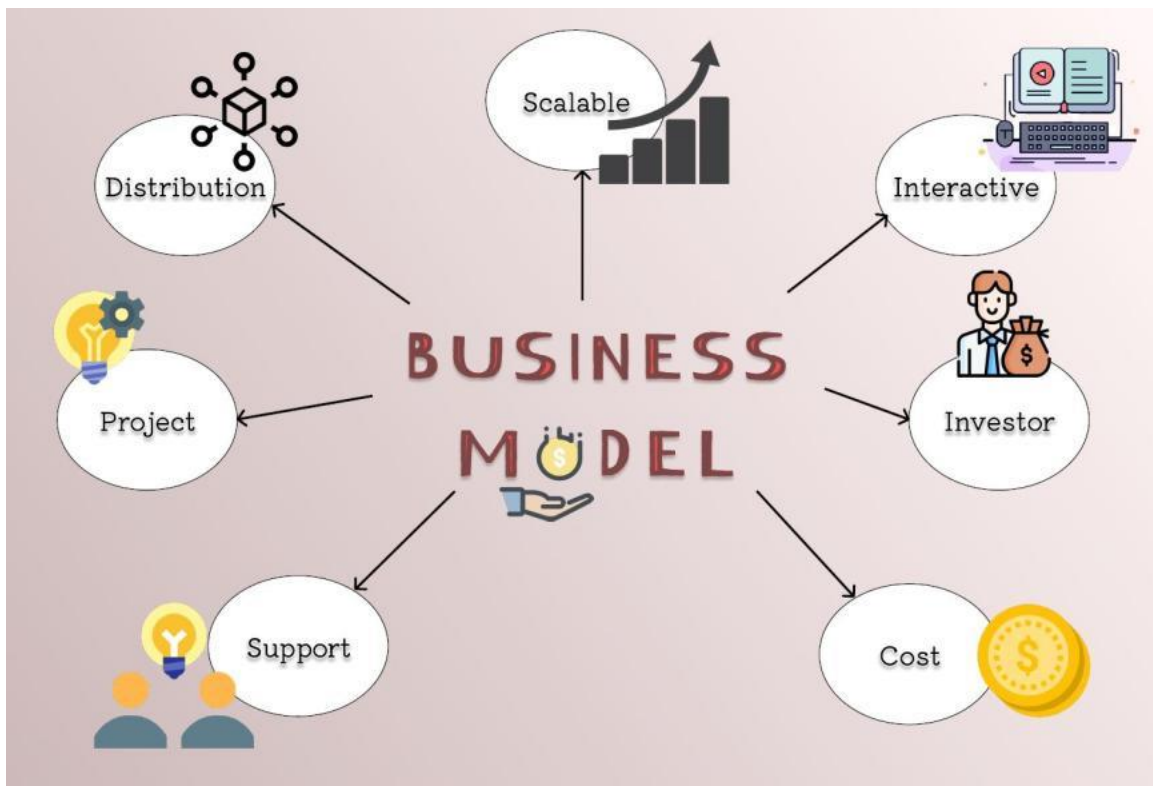 Scalable
Distribution
Interactive
BUSINESS
MODEL
Project
Investor
Support
Cost